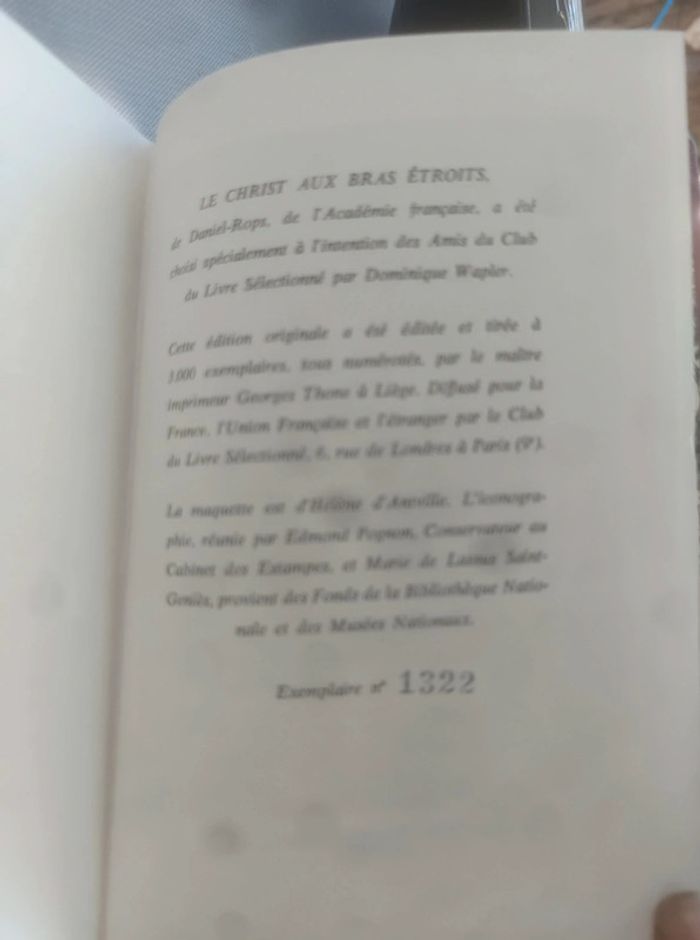 LE CHRIST AUX BRAS ÉTROITS,
de Daniel-Rops, de l'Académie française, a été
choisi spécialement à l'intention des Amis du Club
du Livre Sélectionné par Dominique Wapler.
Cette édition originale a été éditée et tirée à
3.000 exemplaires, tous numérotés, par le maître
imprimeur Georges Thone à Liège. Diffusé pour la
France, l'Union Française et l'étranger par le Club
du Livre Sélectionné, 6, rue de Londres à Paris (9ᵉ).
La maquette est d'Hélène d'Anville. L'iconogra-
phie, réunie par Edmond Pognon, Conservateur au
Cabinet des Estampes, et Marie de Lasma Saint-
Geniès, provient des Fonds de la Bibliothèque Natio-
nale et des Musées Nationaux.
Exemplaire nº 1322